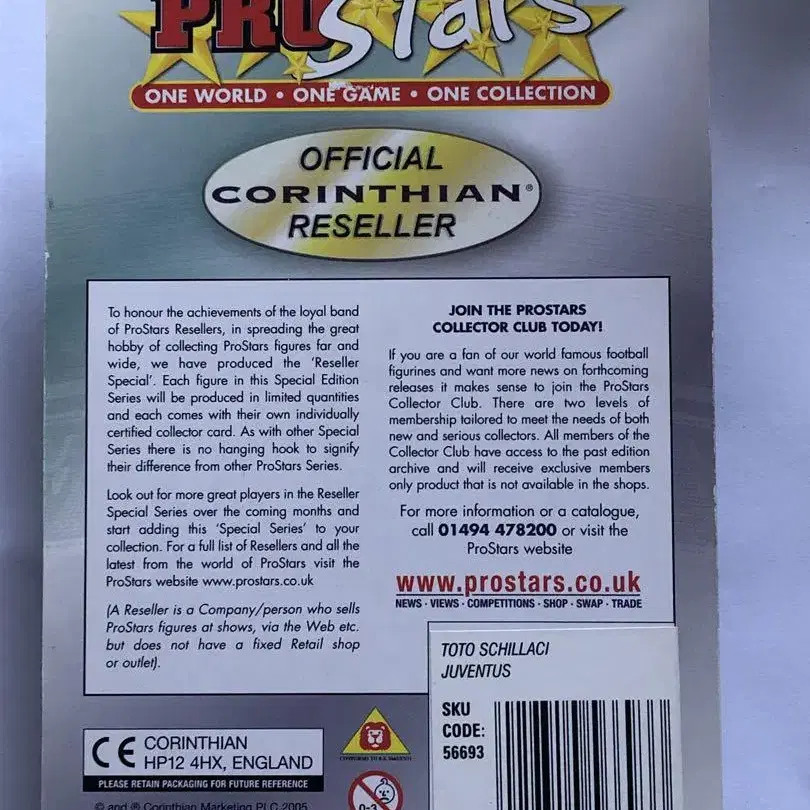 PRO Stars
ONE WORLD • ONE GAME • ONE COLLECTION
OFFICIAL
CORINTHIAN®
RESELLER
To honour the achievements of the loyal band
of ProStars Resellers, in spreading the great
hobby of collecting ProStars figures far and
wide, we have produced the 'Reseller
Special'. Each figure in this Special Edition
Series will be produced in limited quantities
and each comes with their own individually
certified collector card. As with other Special
Series there is no hanging hook to signify
their difference from other ProStars Series.
Look out for more great players in the Reseller
Special Series over the coming months and
start adding this 'Special Series' to your
collection. For a full list of Resellers and all the
latest from the world of ProStars visit the
ProStars website www.prostars.co.uk
(A Reseller is a Company/person who sells
ProStars figures at shows, via the Web etc.
but does not have a fixed Retail shop
or outlet).
JOIN THE PROSTARS
COLLECTOR CLUB TODAY!
If you are a fan of our world famous football
figurines and want more news on forthcoming
releases it makes sense to join the ProStars
Collector Club. There are two levels of
membership tailored to meet the needs of both
new and serious collectors. All members of the
Collector Club have access to the past edition
archive and will receive exclusive members
only product that is not available in the shops.
For more information or a catalogue,
call 01494 478200 or visit the
ProStars website
www.prostars.co.uk
NEWS · VIEWS · COMPETITIONS · SHOP · SWAP · TRADE
TOTO SCHILLACI
JUVENTUS
SKU
CODE:
56693
CE CORINTHIAN
HP12 4HX, ENGLAND
PLEASE RETAIN PACKAGING FOR FUTURE REFERENCE
0-3
© and ® Corinthian Marketing PLC 2005